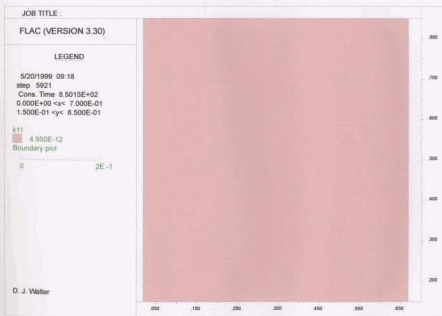 JOB TITLE :
FLAC (VERSION 3.30)
LEGEND
5/20/1999 09:18
step 5921
Cons. Time 8.5015E+02
0.000E+00 <x< 7.000E-01
1.500E-01 <y< 8.500E-01
k11
4.950E-12
Boundary plot
0 2E -1
D. J. Walter
.800
.700
.600
.500
.400
.300
.200
.050 .150 .250 .350 .450 .550 .650